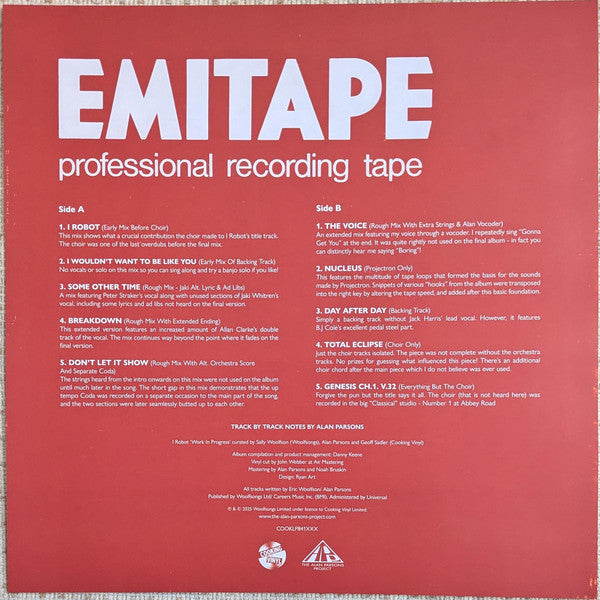 EMITAPE
professional recording tape
Side A
1. I ROBOT (Early Mix Before Choir)
This mix shows what a crucial contribution the choir made to I Robot's title track.
The choir was one of the last overdubs before the final mix.
2. I WOULDN'T WANT TO BE LIKE YOU (Early Mix Of Backing Track)
No vocals or solo on this mix so you can sing along and try a banjo solo if you like!
3. SOME OTHER TIME (Rough Mix - Jaki Alt. Lyric & Ad Libs)
A mix featuring Peter Straker's vocal along with unused sections of Jaki Whitren's
vocal, including some lyrics and ad libs not heard on the final version.
4. BREAKDOWN (Rough Mix With Extended Ending)
This extended version features an increased amount of Allan Clarke's double
track of the vocal. The mix continues way beyond the point where it fades on the
final version.
5. DON'T LET IT SHOW (Rough Mix With Alt. Orchestra Score
And Separate Coda)
The strings heard from the intro onwards on this mix were not used on the album
until much later in the song. The short gap in this mix demonstrates that the up
tempo Coda was recorded on a separate occasion to the main part of the song,
and the two sections were later seamlessly butted up to each other.
Side B
1. THE VOICE (Rough Mix With Extra Strings & Alan Vocoder)
An extended mix featuring my voice through a vocoder. I repeatedly sing "Gonna
Get You" at the end. It was quite rightly not used on the final album - in fact you
can distinctly hear me saying "Boring"!
2. NUCLEUS (Projectron Only)
This features the multitude of tape loops that formed the basis for the sounds
made by Projectron. Snippets of various "hooks" from the album were transposed
into the right key by altering the tape speed, and added after this basic foundation.
3. DAY AFTER DAY (Backing Track)
Simply a backing track without Jack Harris' lead vocal. However, it features
B.J Cole's excellent pedal steel part.
4. TOTAL ECLIPSE (Choir Only)
Just the choir tracks isolated. The piece was not complete without the orchestra
tracks. No prizes for guessing what influenced this piece! There's an additional
choir chord after the main piece which I do not believe was ever used.
5. GENESIS CH.1. V.32 (Everything But The Choir)
Forgive the pun but the title says it all. The choir (that is not heard here) was
recorded in the big "Classical" studio - Number 1 at Abbey Road
TRACK BY TRACK NOTES BY ALAN PARSONS
I Robot 'Work In Progress' curated by Sally Woolfson (Woolfsongs), Alan Parsons and Geoff Sadler (Cooking Vinyl)
Album compilation and product management: Danny Keene
Vinyl cut by John Webber at Air Mastering
Mastering by Alan Parsons and Noah Bruskin
Design: Ryan Art
All tracks written by Eric Woolfson/ Alan Parsons
Published by Woolfsongs Ltd/ Careers Music Inc. (BMI). Administered by Universal
℗ & © 2025 Woolfsongs Limited under licence to Cooking Vinyl Limited.
www.the-alan-parsons-project.com
COOKLP841XXX
COOKING
VINYL
THE ALAN PARSONS
PROJECT